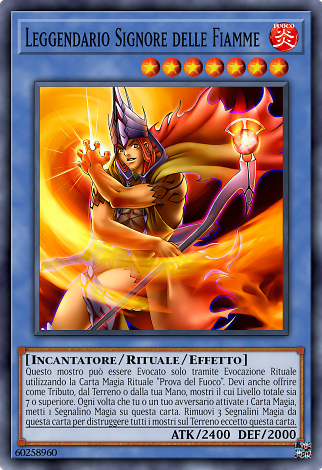 Leggendario Signore delle Fiamme
FUOCO
炎
[Incantatore/Rituale/Effetto]
Questo mostro può essere Evocato solo tramite Evocazione Rituale
utilizzando la Carta Magia Rituale "Prova del Fuoco". Devi anche offrire
come Tributo, dal Terreno o dalla tua Mano, mostri il cui Livello totale sia
7 o superiore. Ogni volta che tu o un tuo avversario attivate 1 Carta Magia,
metti 1 Segnalino Magia su questa carta. Rimuovi 3 Segnalini Magia da
questa carta per distruggere tutti i mostri sul Terreno eccetto questa carta.
ATK/2400 DEF/2000
60258960